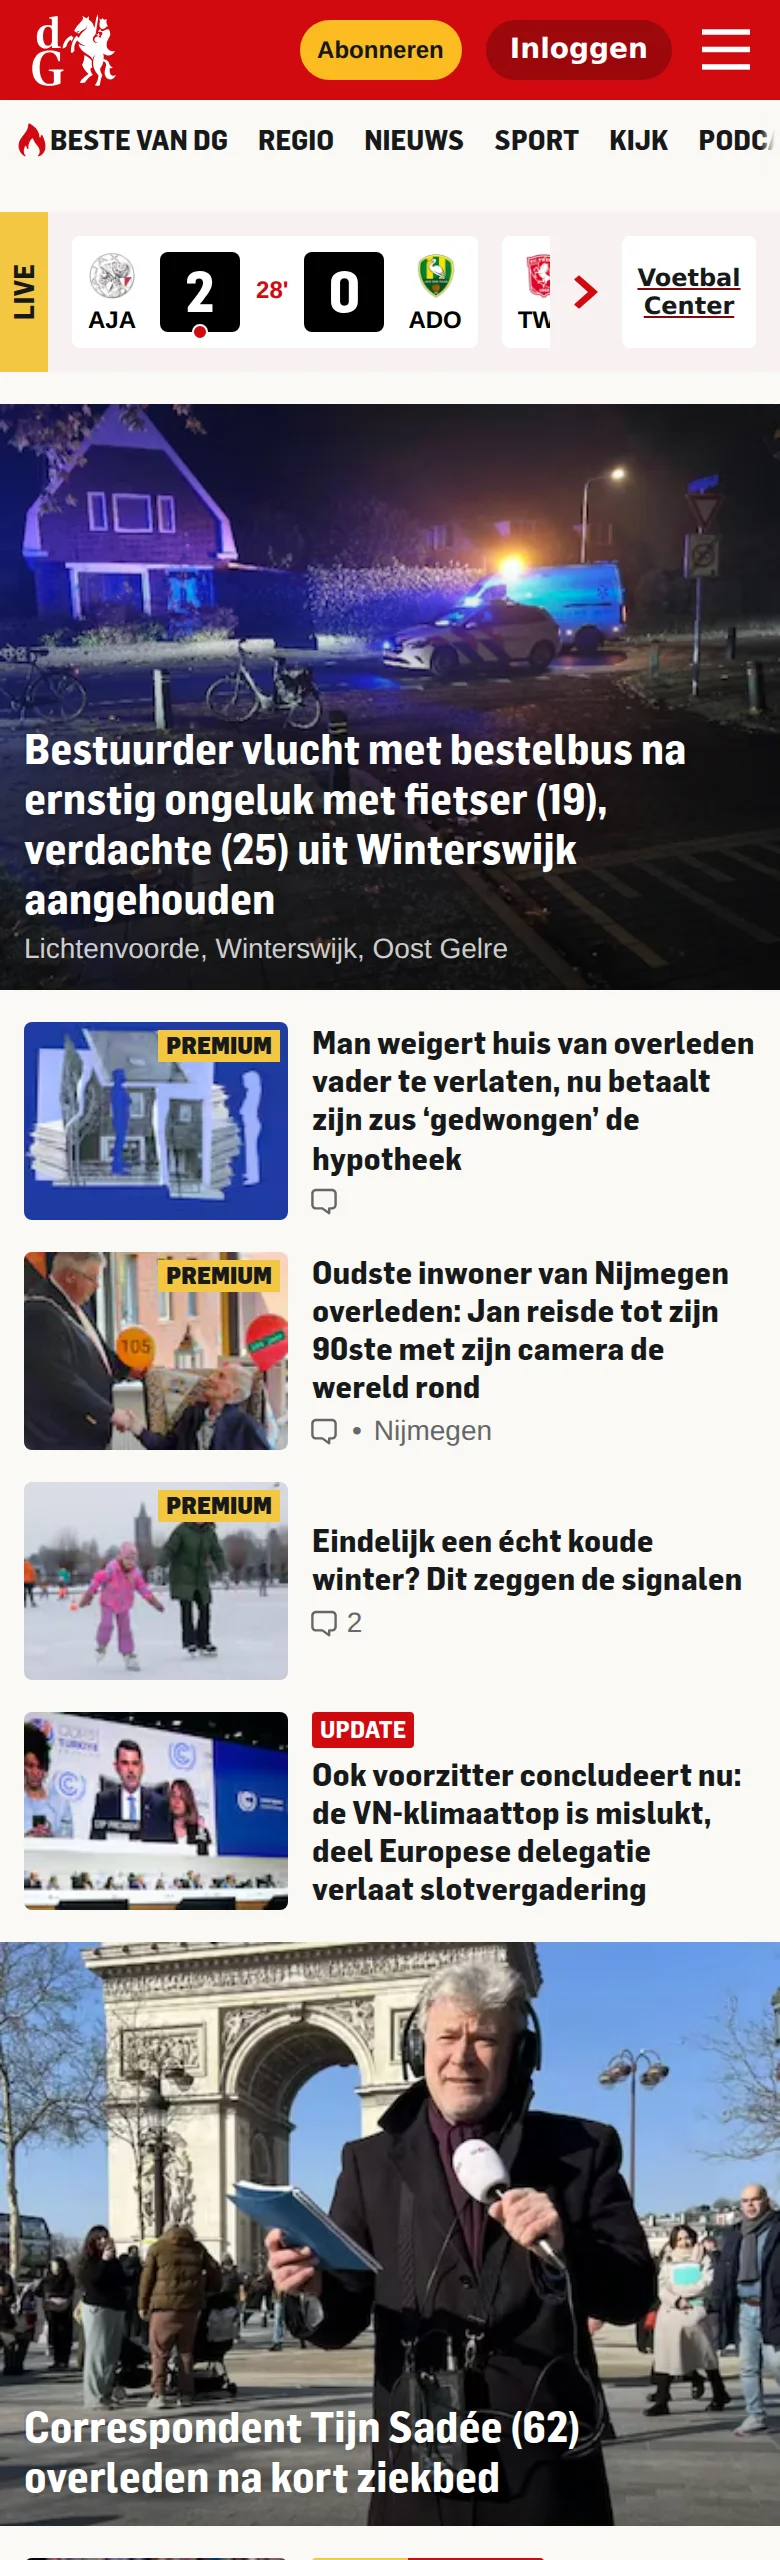 dG
Abonneren
Inloggen
BESTE VAN DG
REGIO
NIEUWS
SPORT
KIJK
PODCA
LIVE
AJA
2
28'
0
ADO
TW
Voetbal
Center
Bestuurder vlucht met bestelbus na
ernstig ongeluk met fietser (19),
verdachte (25) uit Winterswijk
aangehouden
Lichtenvoorde, Winterswijk, Oost Gelre
PREMIUM
Man weigert huis van overleden
vader te verlaten, nu betaalt
zijn zus ‘gedwongen’ de
hypotheek
PREMIUM
105
Oudste inwoner van Nijmegen
overleden: Jan reisde tot zijn
90ste met zijn camera de
wereld rond
• Nijmegen
PREMIUM
Eindelijk een écht koude
winter? Dit zeggen de signalen
2
UPDATE
Ook voorzitter concludeert nu:
de VN-klimaattop is mislukt,
deel Europese delegatie
verlaat slotvergadering
Correspondent Tijn Sadée (62)
overleden na kort ziekbed